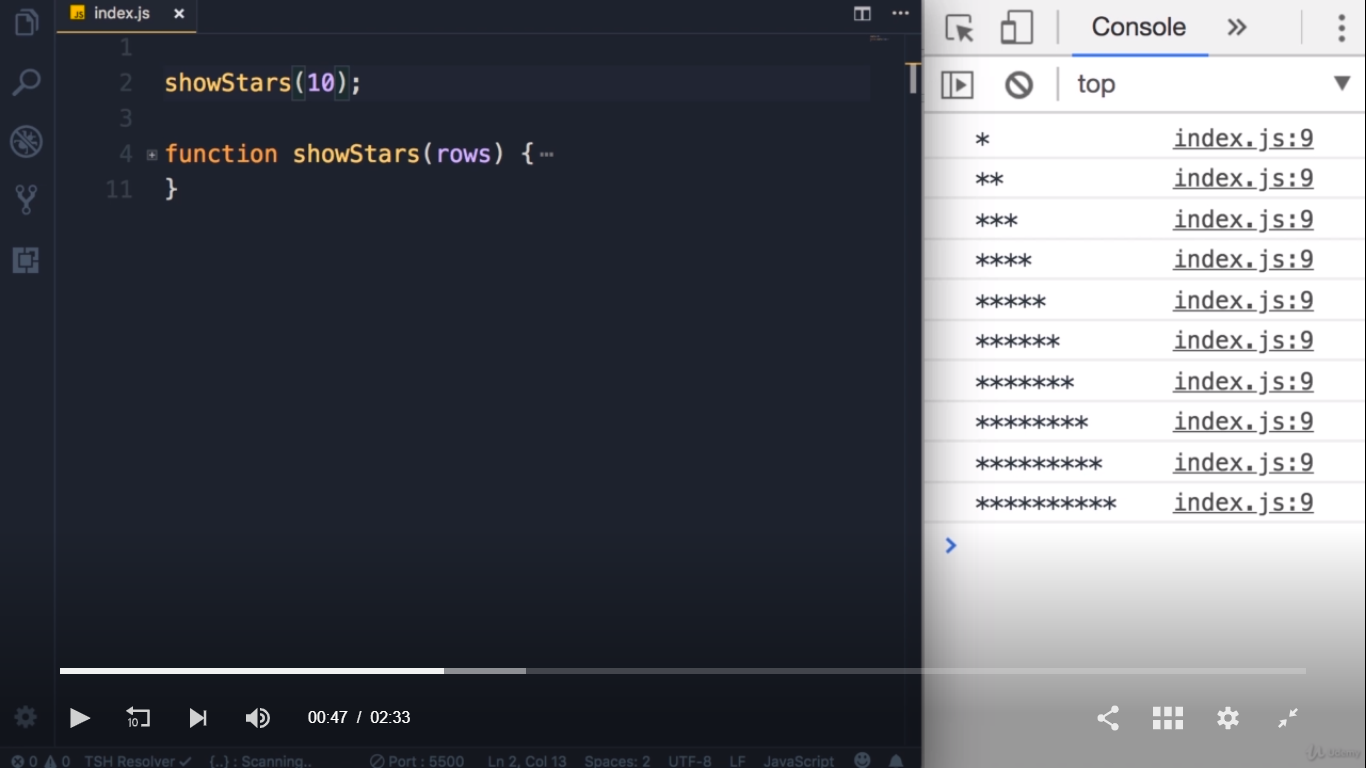 index.js
1
2 showStars(10);
3
4 function showStars(rows) {
11 }
Console
top
* index.js:9
** index.js:9
*** index.js:9
**** index.js:9
***** index.js:9
****** index.js:9
******* index.js:9
******** index.js:9
********* index.js:9
********** index.js:9
10
00:47 / 02:33
0 0 TSH Resolver {..} : Scanning.. Port : 5500 Ln 2, Col 13 Spaces: 2 UTF-8 LF JavaScript
Udemy